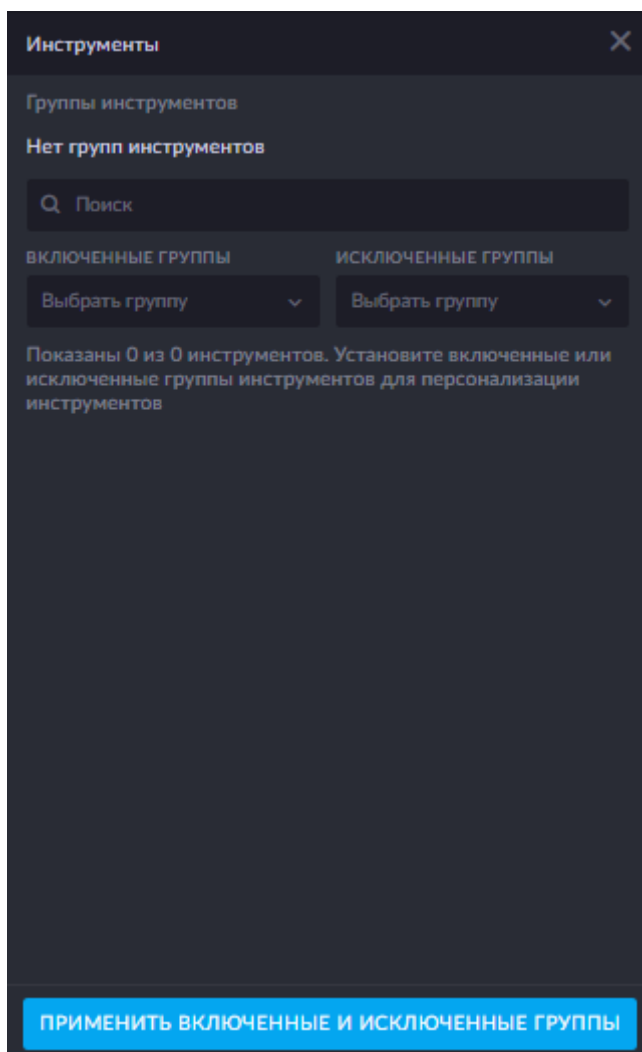 Инструменты
Группы инструментов
Нет групп инструментов
Поиск
ВКЛЮЧЕННЫЕ ГРУППЫ ИСКЛЮЧЕННЫЕ ГРУППЫ
Выбрать группу Выбрать группу
Показаны 0 из 0 инструментов. Установите включенные или
исключенные группы инструментов для персонализации
инструментов
ПРИМЕНИТЬ ВКЛЮЧЕННЫЕ И ИСКЛЮЧЕННЫЕ ГРУППЫ